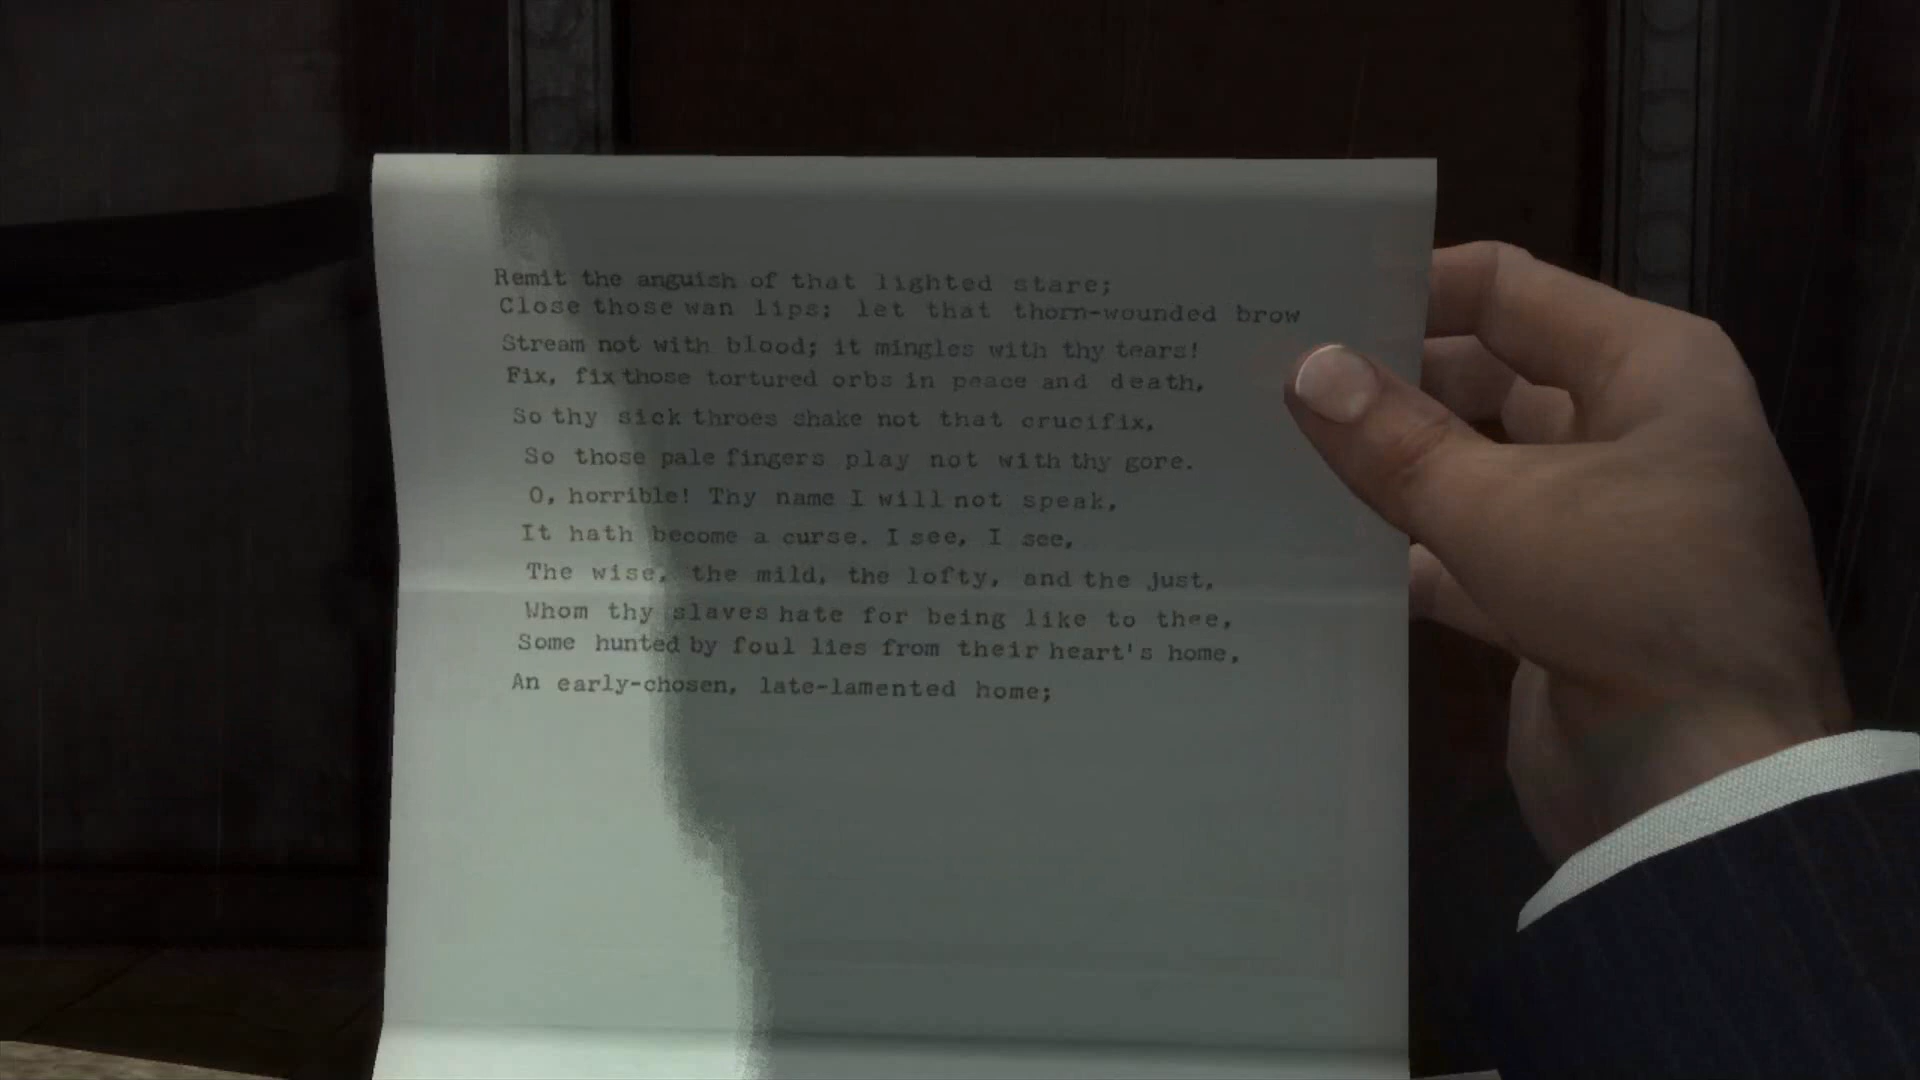 Remit the anguish of that lighted stare;
Close those wan lips; let that thorn-wounded brow
Stream not with blood; it mingles with thy tears!
Fix, fix those tortured orbs in peace and death,
So thy sick throes shake not that crucifix,
So those pale fingers play not with thy gore.
O, horrible! Thy name I will not speak,
It hath become a curse. I see, I see,
The wise, the mild, the lofty, and the just,
Whom thy slaves hate for being like to thee,
Some hunted by foul lies from their heart's home,
An early-chosen, late-lamented home;